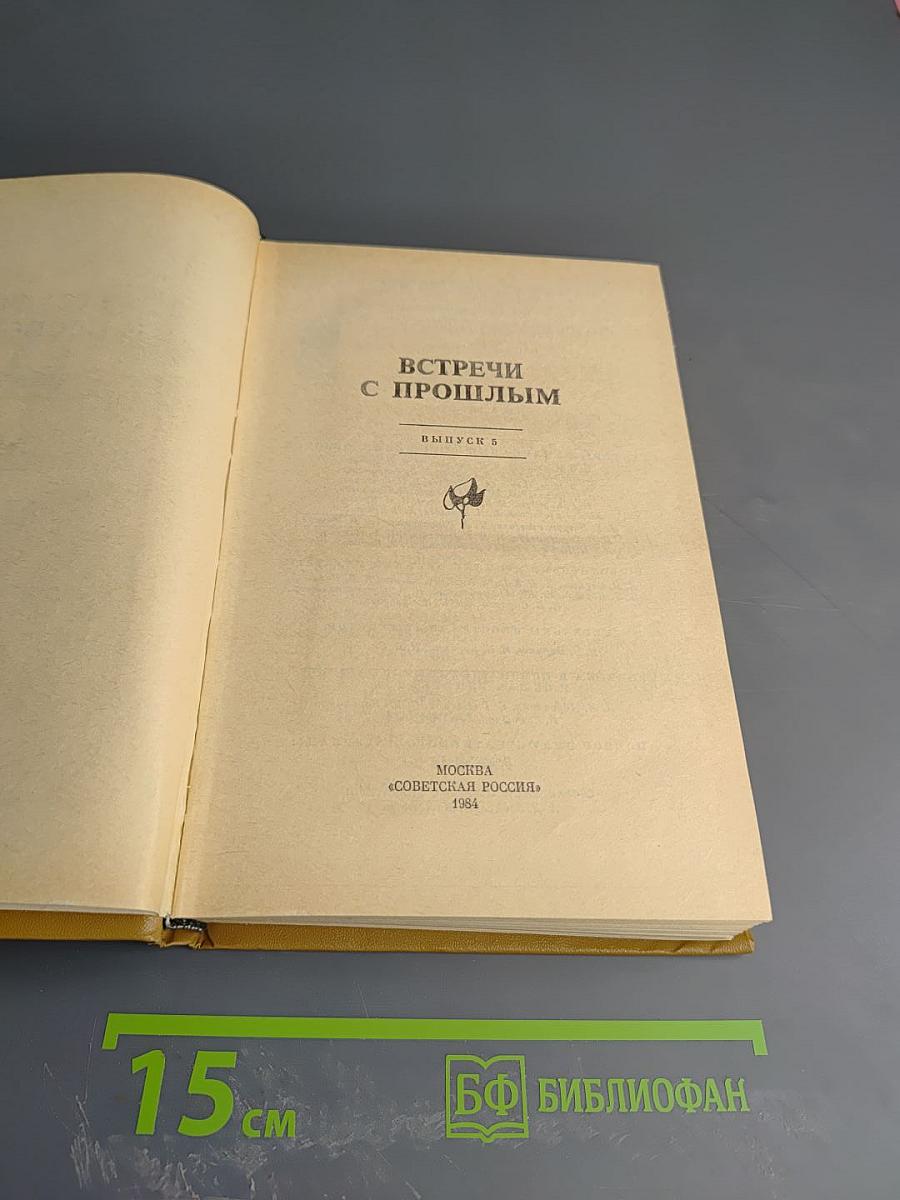 ВСТРЕЧИ
С ПРОШЛЫМ
ВЫПУСК 5
МОСКВА
«СОВЕТСКАЯ РОССИЯ»
1984
15 см
БФ БИБЛИОФАН